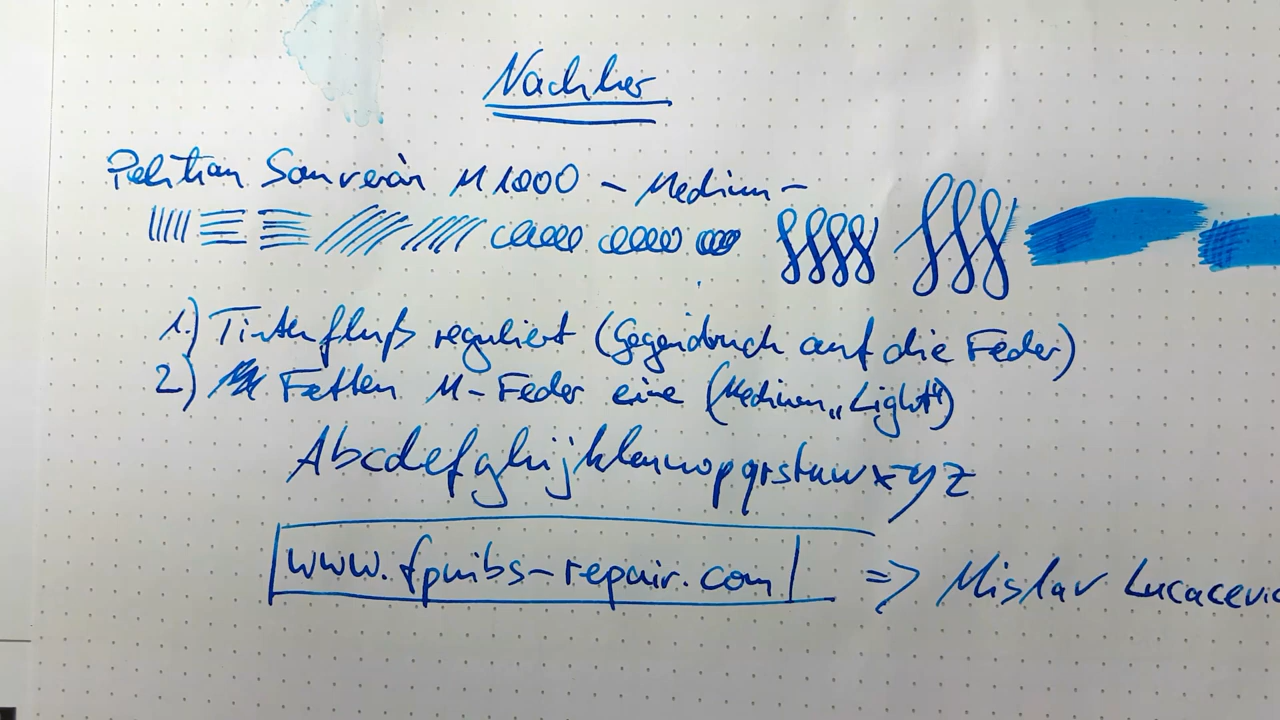 Nachher
Pelikan Souverän M1000 - Medium -
1.) Tintenfluß reguliert (Gegendruck auf die Feder)
2.) Fetten M-Feder eine (Medium „Light“)
Abcdefghijklmnopqrstuvwxyz
www.fpnibs-repair.com => Mislav Lucacevic